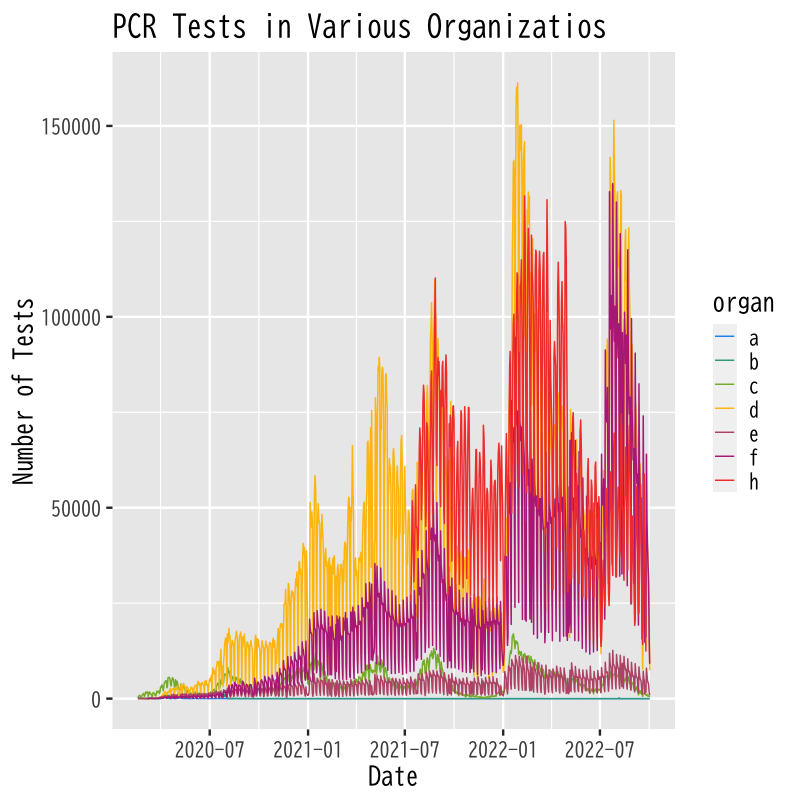 PCR Tests in Various Organizatios
150000
100000
50000
0
Number of Tests
2020-07
2021-01
2021-07
2022-01
2022-07
Date
organ
a
b
c
d
e
f
h